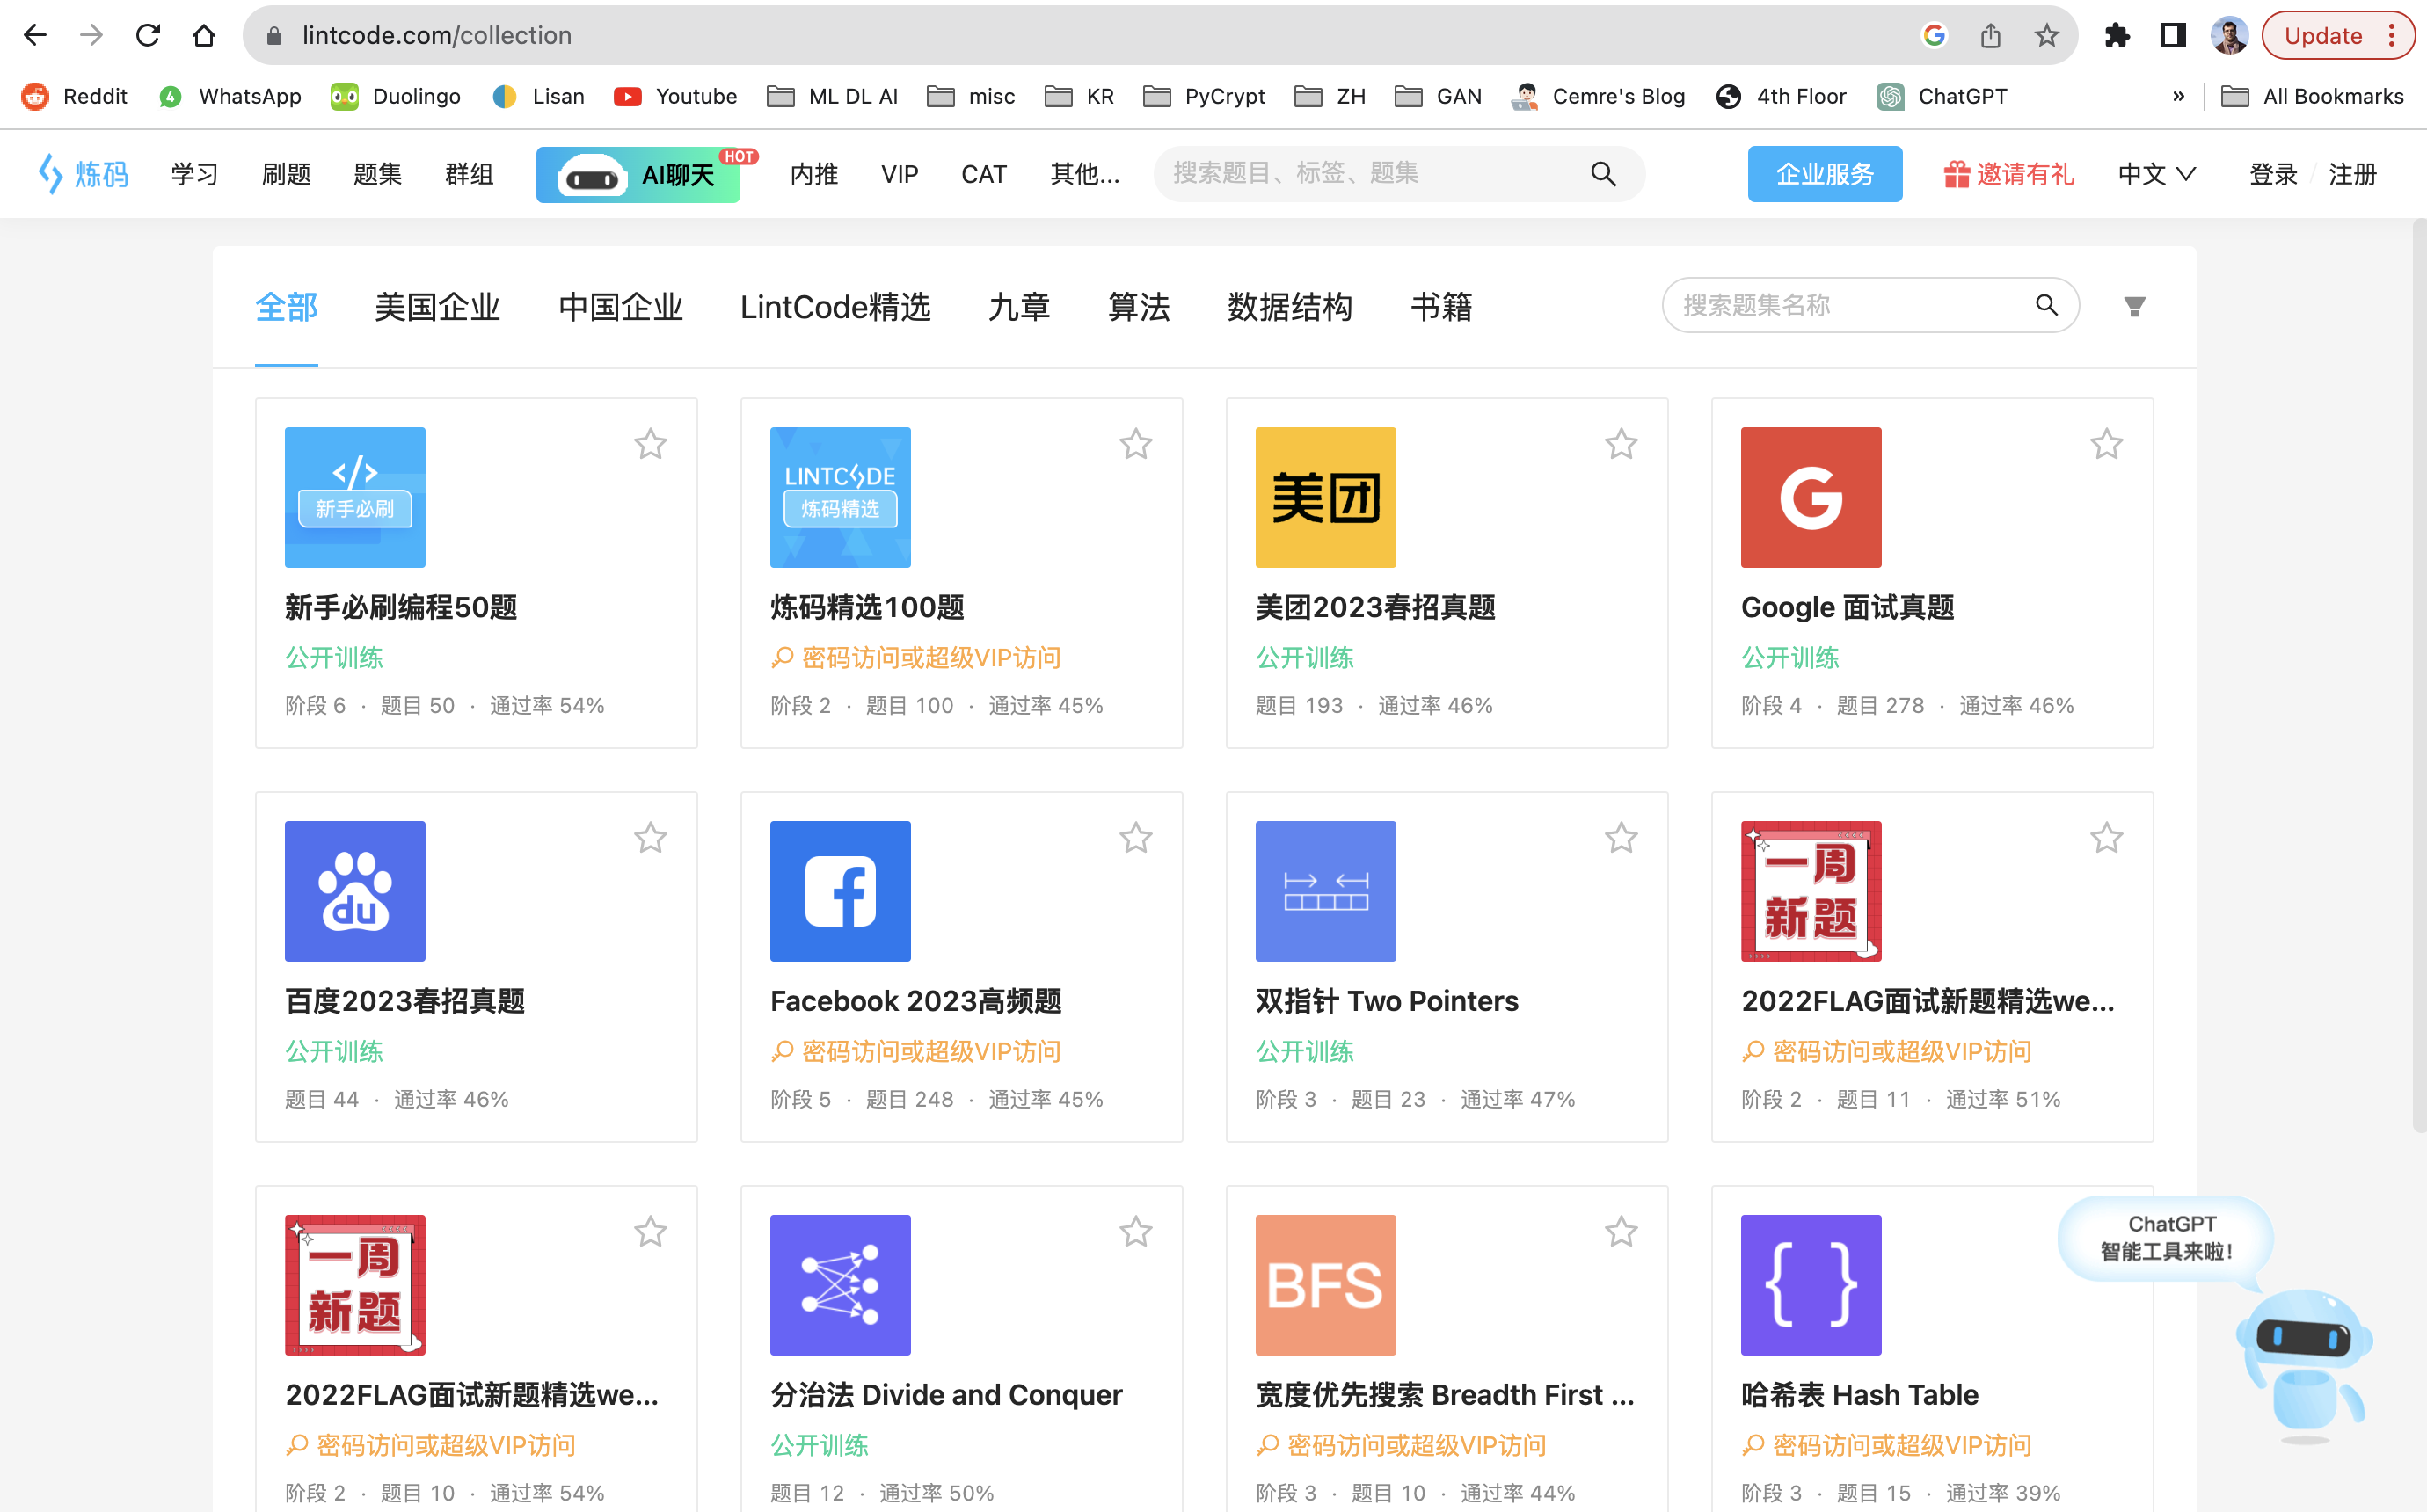 lintcode.com/collection
Update
Reddit
4
WhatsApp
Duolingo
Lisan
Youtube
ML DL AI
misc
KR
PyCrypt
ZH
GAN
Cemre's Blog
4th Floor
ChatGPT
»
All Bookmarks
炼码
学习
刷题
题集
群组
AI聊天
HOT
内推
VIP
CAT
其他...
搜索题目、标签、题集
企业服务
邀请有礼
中文
登录
/
注册
全部
美国企业
中国企业
LintCode精选
九章
算法
数据结构
书籍
搜索题集名称
</>
新手必刷
新手必刷编程50题
公开训练
阶段 6 · 题目 50 · 通过率 54%
LINTCODE
炼码精选
炼码精选100题
密码访问或超级VIP访问
阶段 2 · 题目 100 · 通过率 45%
美团
美团2023春招真题
公开训练
题目 193 · 通过率 46%
G
Google 面试真题
公开训练
阶段 4 · 题目 278 · 通过率 46%
du
百度2023春招真题
公开训练
题目 44 · 通过率 46%
f
Facebook 2023高频题
密码访问或超级VIP访问
阶段 5 · 题目 248 · 通过率 45%
双指针 Two Pointers
公开训练
阶段 3 · 题目 23 · 通过率 47%
一周
新题
2022FLAG面试新题精选we...
密码访问或超级VIP访问
阶段 2 · 题目 11 · 通过率 51%
一周
新题
2022FLAG面试新题精选we...
密码访问或超级VIP访问
阶段 2 · 题目 10 · 通过率 54%
分治法 Divide and Conquer
公开训练
题目 12 · 通过率 50%
BFS
宽度优先搜索 Breadth First ...
密码访问或超级VIP访问
阶段 3 · 题目 10 · 通过率 44%
{ }
哈希表 Hash Table
密码访问或超级VIP访问
阶段 3 · 题目 15 · 通过率 39%
ChatGPT
智能工具来啦!